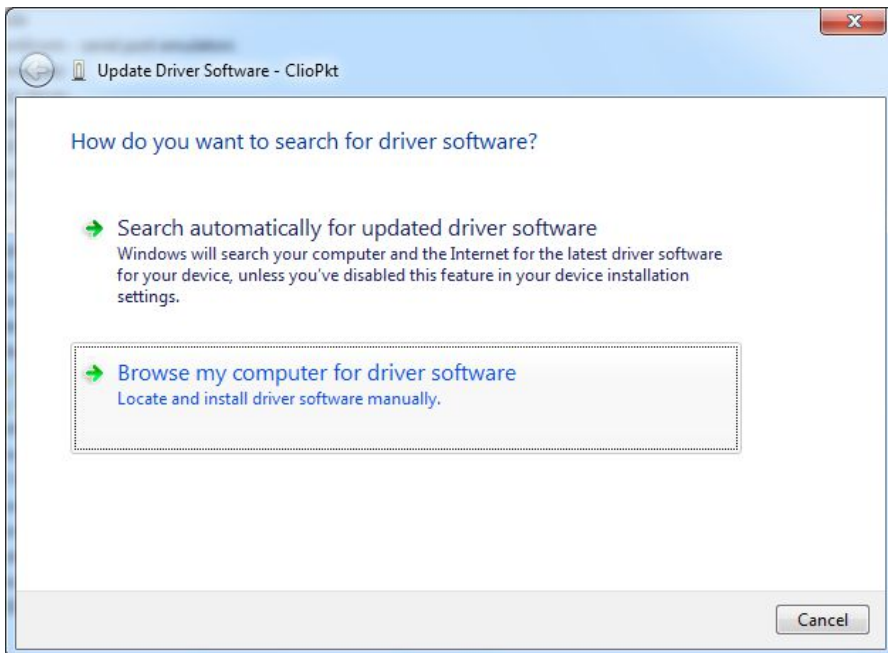 Update Driver Software - ClioPkt
How do you want to search for driver software?
Search automatically for updated driver software
Windows will search your computer and the Internet for the latest driver software
for your device, unless you've disabled this feature in your device installation
settings.
Browse my computer for driver software
Locate and install driver software manually.
Cancel